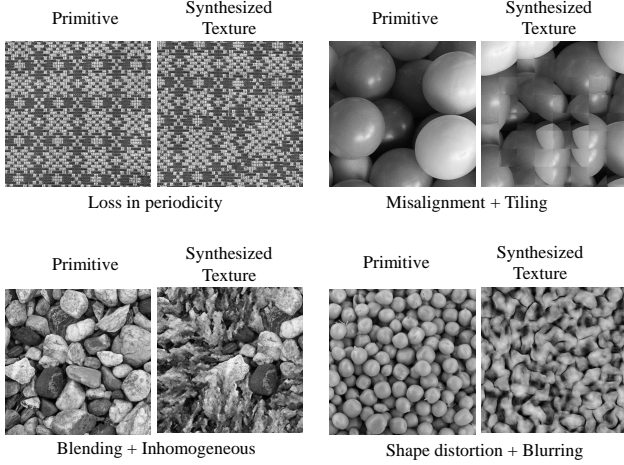 Primitive
Synthesized
Texture
Primitive
Synthesized
Texture
Loss in periodicity
Misalignment + Tiling
Primitive
Synthesized
Texture
Primitive
Synthesized
Texture
Blending + Inhomogeneous
Shape distortion + Blurring